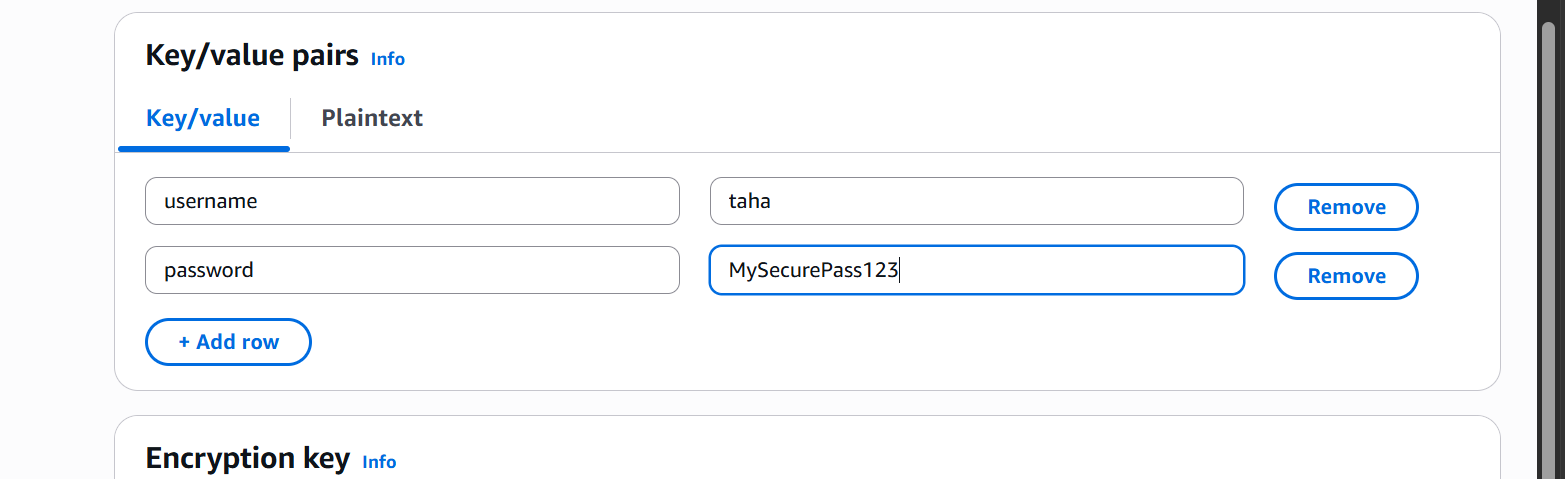 Key/value pairs Info
Key/value Plaintext
username taha Remove
password MySecurePass123 Remove
+ Add row
Encryption key Info